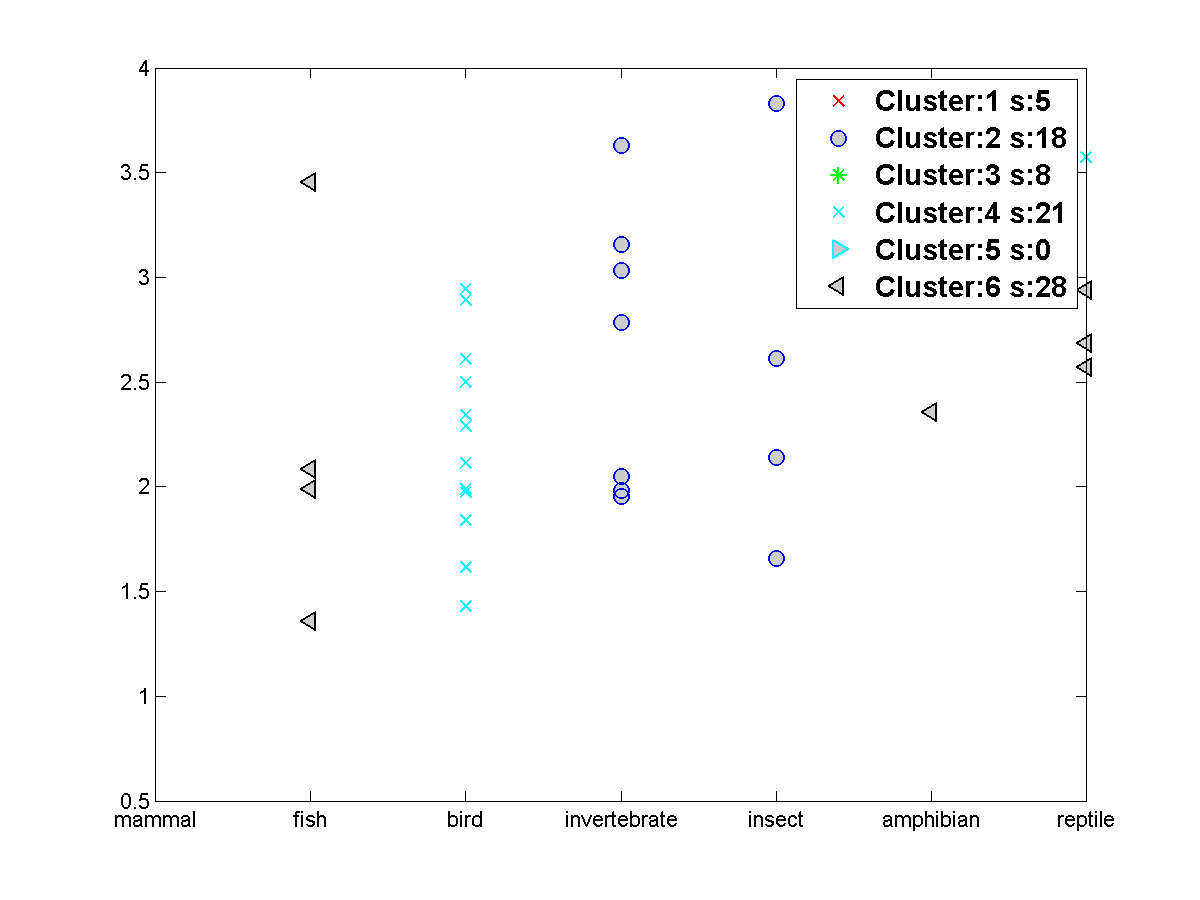 4
3.5
3
2.5
2
1.5
1
0.5
mammal fish bird invertebrate insect amphibian reptile
Cluster:1 s:5
Cluster:2 s:18
Cluster:3 s:8
Cluster:4 s:21
Cluster:5 s:0
Cluster:6 s:28